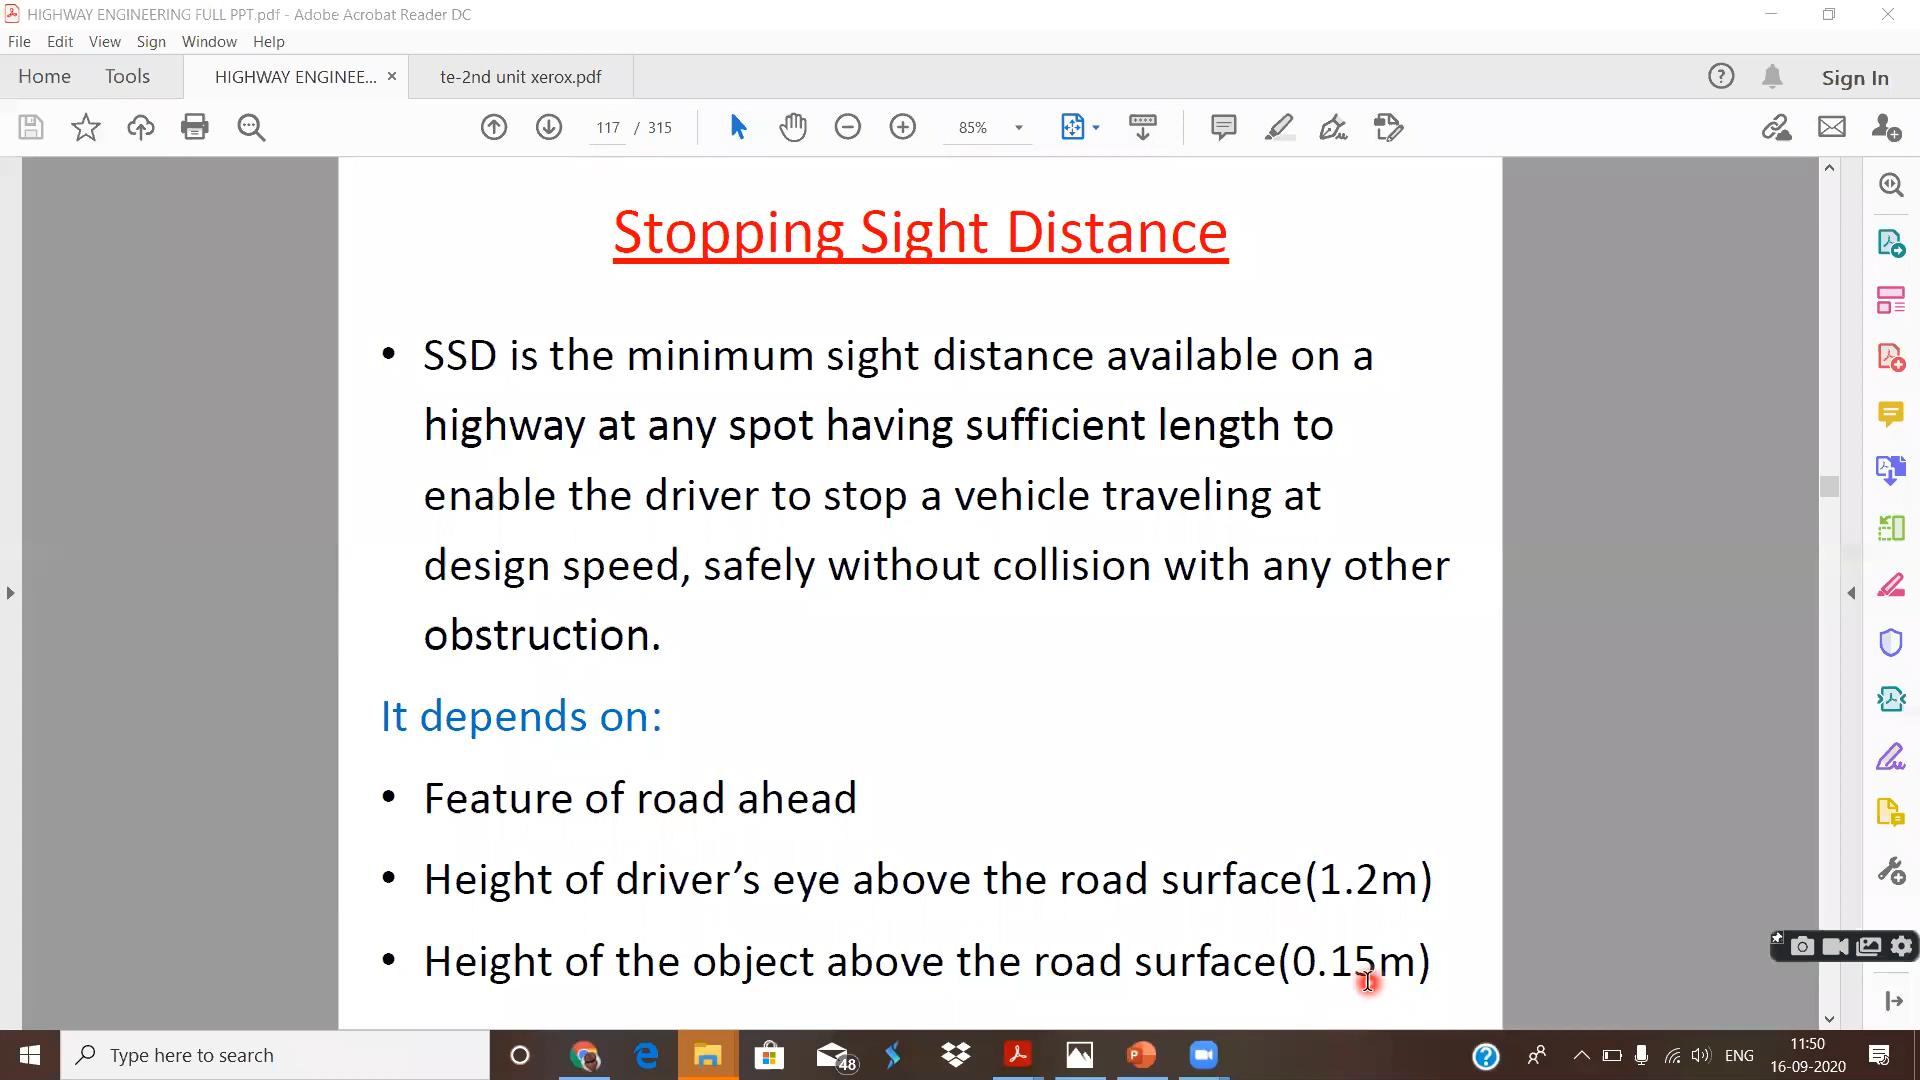 HIGHWAY ENGINEERING FULL PPT.pdf - Adobe Acrobat Reader DC
File Edit View Sign Window Help
Home Tools HIGHWAY ENGINEE... × te-2nd unit xerox.pdf Sign In
117 / 315 85%
Stopping Sight Distance
• SSD is the minimum sight distance available on a
highway at any spot having sufficient length to
enable the driver to stop a vehicle traveling at
design speed, safely without collision with any other
obstruction.
It depends on:
• Feature of road ahead
• Height of driver’s eye above the road surface(1.2m)
• Height of the object above the road surface(0.15m)
Type here to search
48
ENG
11:50
16-09-2020